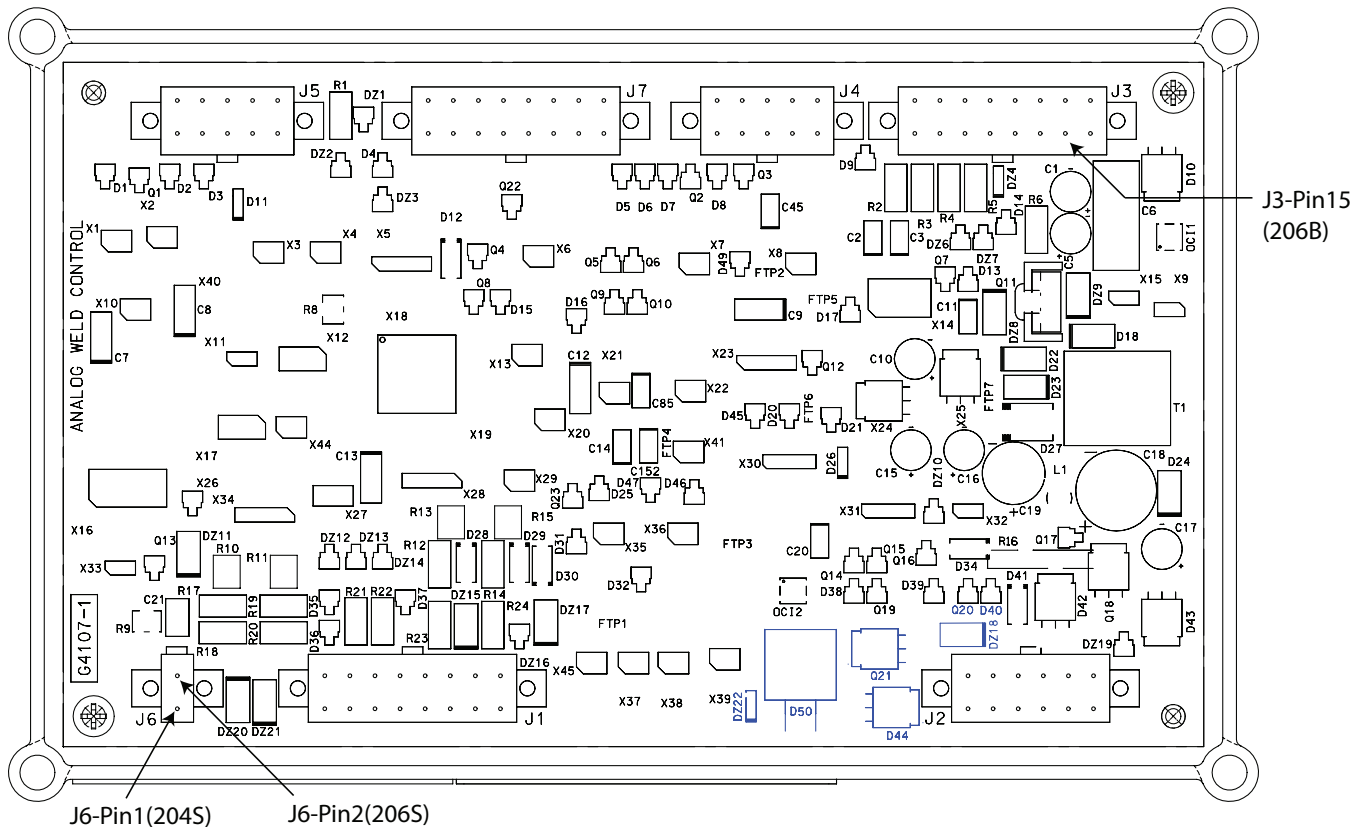 J5 R1 DZ1 J7 J4 J3
DZ2 D4 D9 D10
D1 Q1 D2 D3 DZ3 D5 D6 D7 Q2 D8 Q3 DZ4 C1
X2 D11 Q22 C45 R2 R3 R4 R5 D14 R6 C6
J3-Pin15
(206B)
X1 X3 X4 X5 D12 Q4 X6 Q5 Q6 X7 D49 X8 C2 C3 DZ6 DZ7 C5 OCI1
FTP2 Q7 D13
X40 Q8 D15 Q9 Q10 FTP5 Q11 X15 X9
X10 C8 R8 D16 C9 D17 C11 DZ9
X18 X12 X14 DZ8 D18
C7 X11 X13 C12 X21 X23 Q12 C10 D22
ANALOG WELD CONTROL
X22 D23
C85 FTP7 T1
D45 D20 FTP6 D21 X24 X25
X44 X19 X20 C14 FTP4 X41 D27
X17 C13 C152 X30 D26 C15 DZ10 C16 L1 C18 D24
X26 X29 D47 D46
X34 X27 X28 Q23 D25 C19
X16 R13 R15 X31 X32 C17
Q13 DZ11 DZ12 DZ13 R12 D28 D29 D31 X35 X36 FTP3 C20 Q15 Q16 R16 Q17
R10 R11 DZ14 D30 D34
X33 Q14
D32 D38 Q19 D39 Q20 D40 D41 D42 Q18 D43
R9 C21 R17 R19 D35 R21 R22 D37 DZ15 R14 R24 DZ17 OCI2
G4107-1
R18 R20 D36 R23 FTP1 DZ18 DZ19
DZ16 X45 Q21
X37 X38 X39 DZ22 D50 D44
J6 DZ20 DZ21 J1 J2
J6-Pin1(204S)
J6-Pin2(206S)